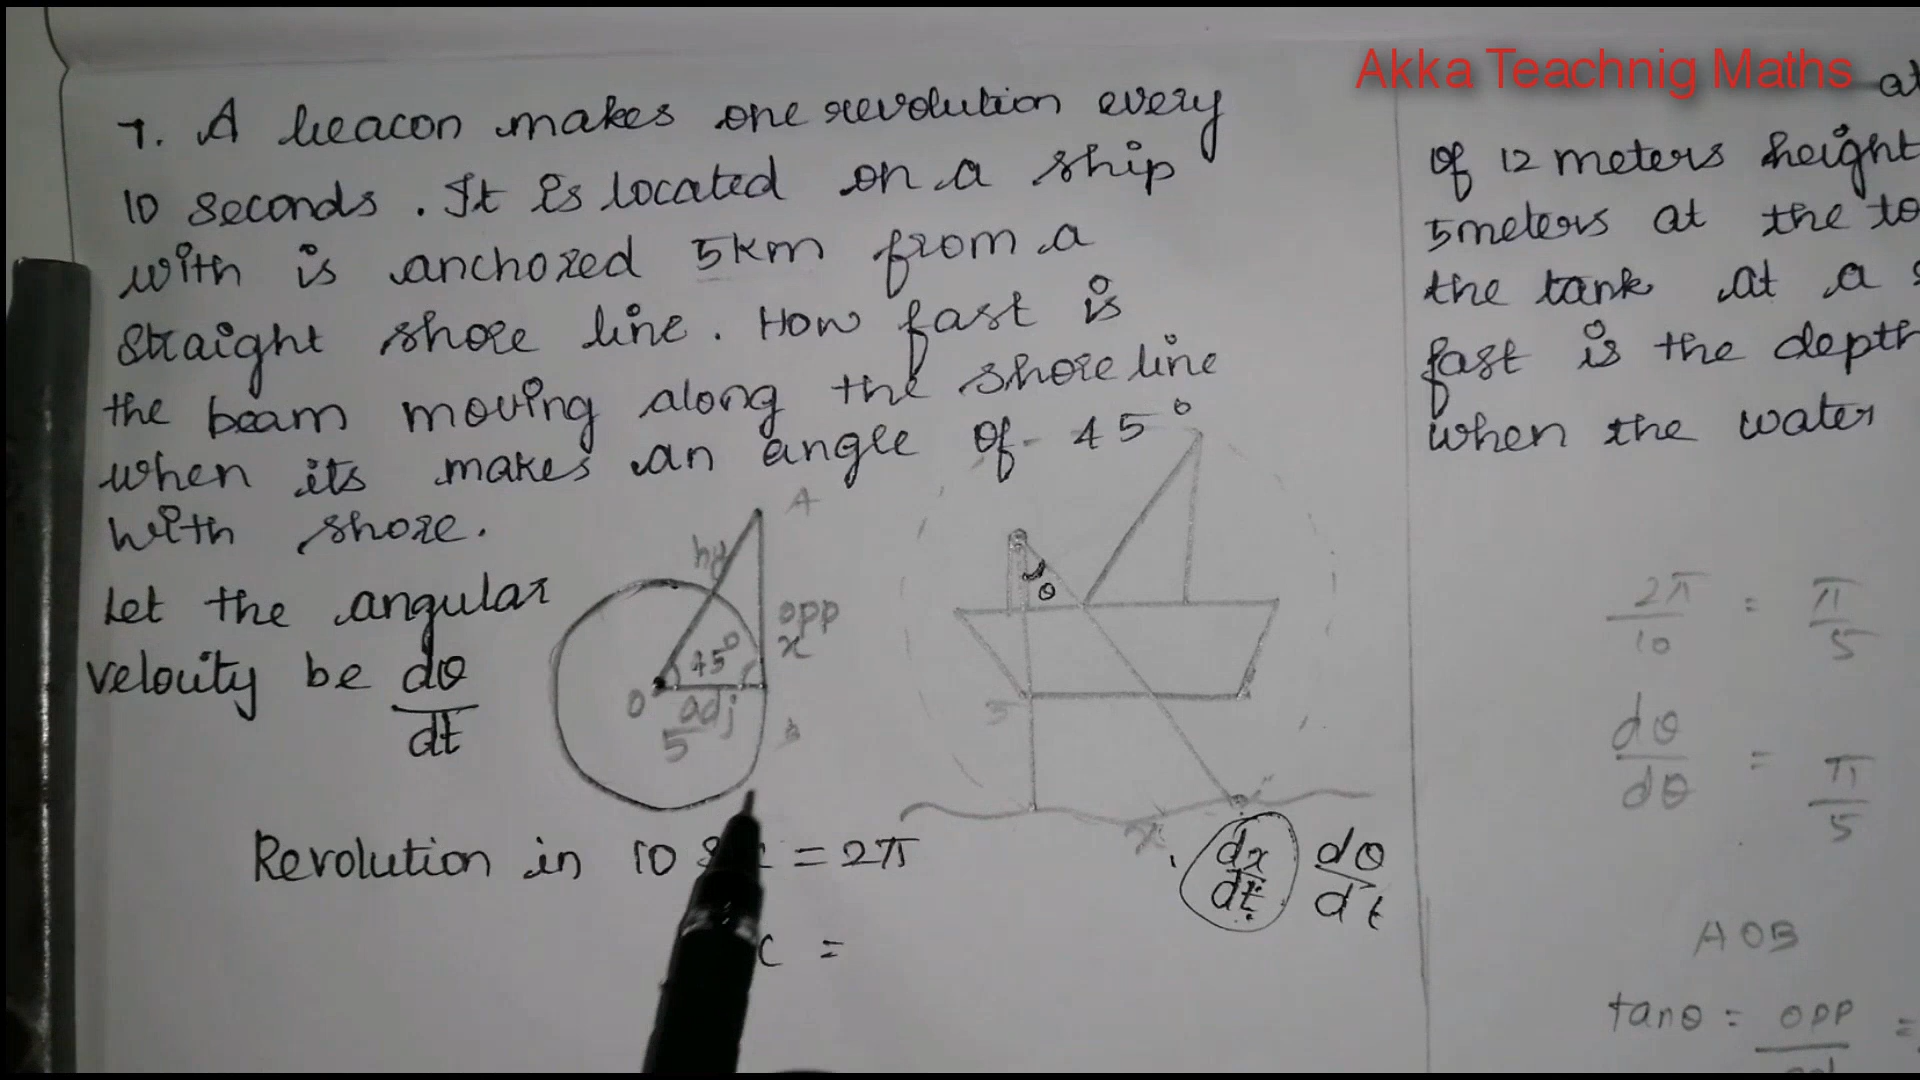 Akka Teachnig Maths
7. A beacon makes one revolution every
10 seconds. It is located on a ship
with is anchored 5km from a
straight shore line. How fast is
the beam moving along the shore line
when its makes an angle of 45°
with shore.
Let the angular
velocity be dθ/dt
A
hy
opp
x
45°
O
adj
5
θ
5
x
dx/dt dθ/dt
Revolution in 10 = 2π
=
at
of 12 meters height
5meters at the to
the tank at a
fast is the depth
when the water
2π/10 = π/5
dθ/dθ = π/5
AOB
tanθ = opp =